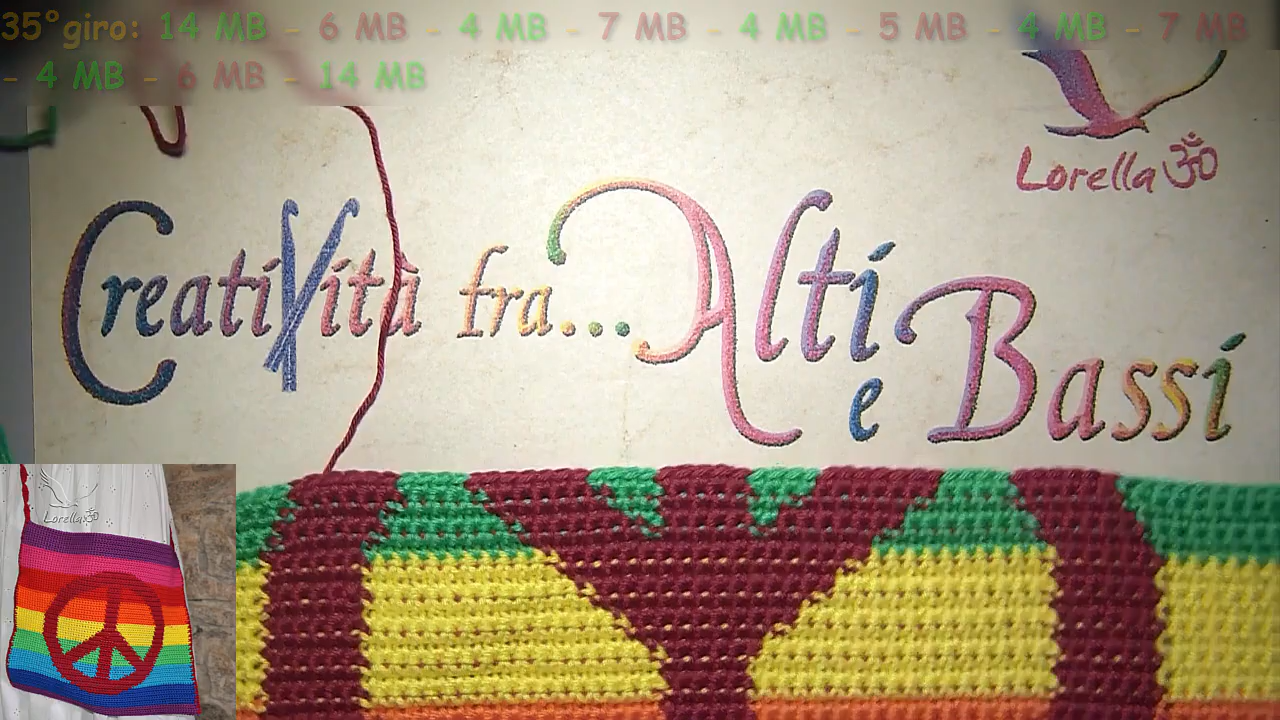 35°giro: 14 MB - 6 MB - 4 MB - 7 MB - 4 MB - 5 MB - 4 MB - 7 MB
- 4 MB - 6 MB - 14 MB
Lorella ॐ
CreatiVità fra... Alti
e Bassi
Lorella ॐ